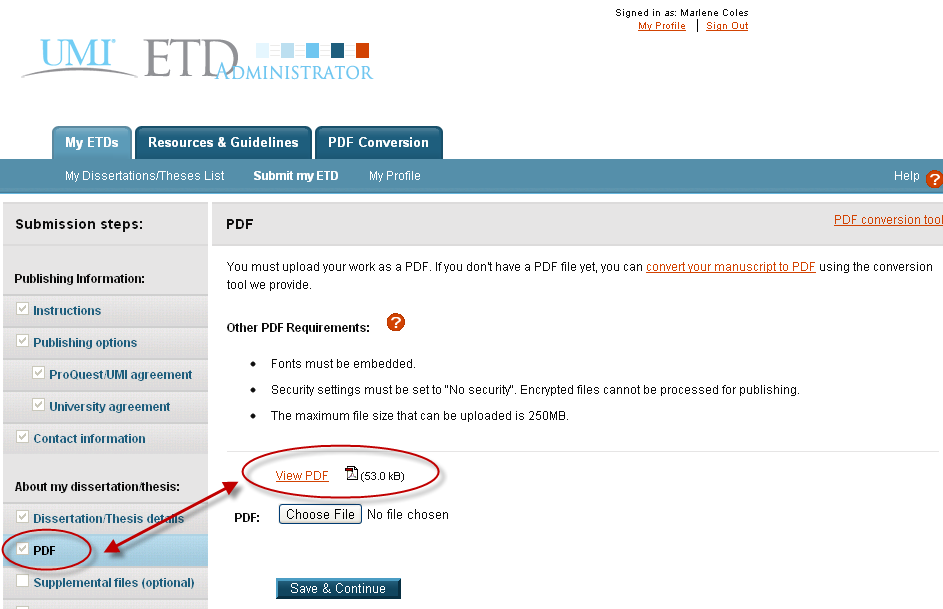 Signed in as: Marlene Coles
My Profile | Sign Out
UMI® ETD ADMINISTRATOR
My ETDs
Resources & Guidelines
PDF Conversion
My Dissertations/Theses List
Submit my ETD
My Profile
Help ?
Submission steps:
Publishing Information:
Instructions
Publishing options
ProQuest/UMI agreement
University agreement
Contact information
About my dissertation/thesis:
Dissertation/Thesis details
PDF
Supplemental files (optional)
PDF
PDF conversion tool
You must upload your work as a PDF. If you don't have a PDF file yet, you can convert your manuscript to PDF using the conversion
tool we provide.
Other PDF Requirements: ?
• Fonts must be embedded.
• Security settings must be set to "No security". Encrypted files cannot be processed for publishing.
• The maximum file size that can be uploaded is 250MB.
View PDF (53.0 kB)
PDF: Choose File No file chosen
Save & Continue